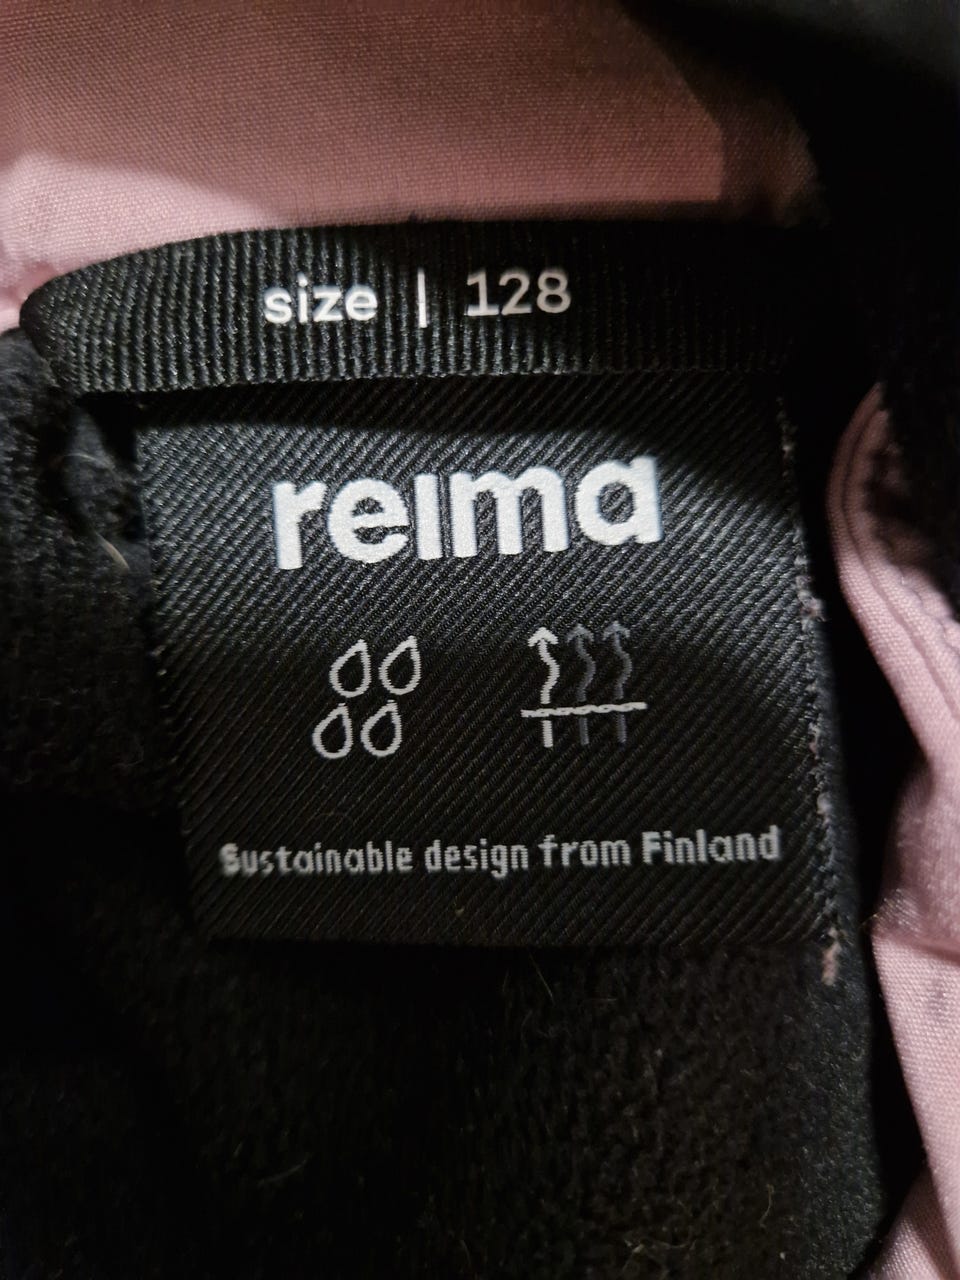 size | 128
reima
Sustainable design from Finland